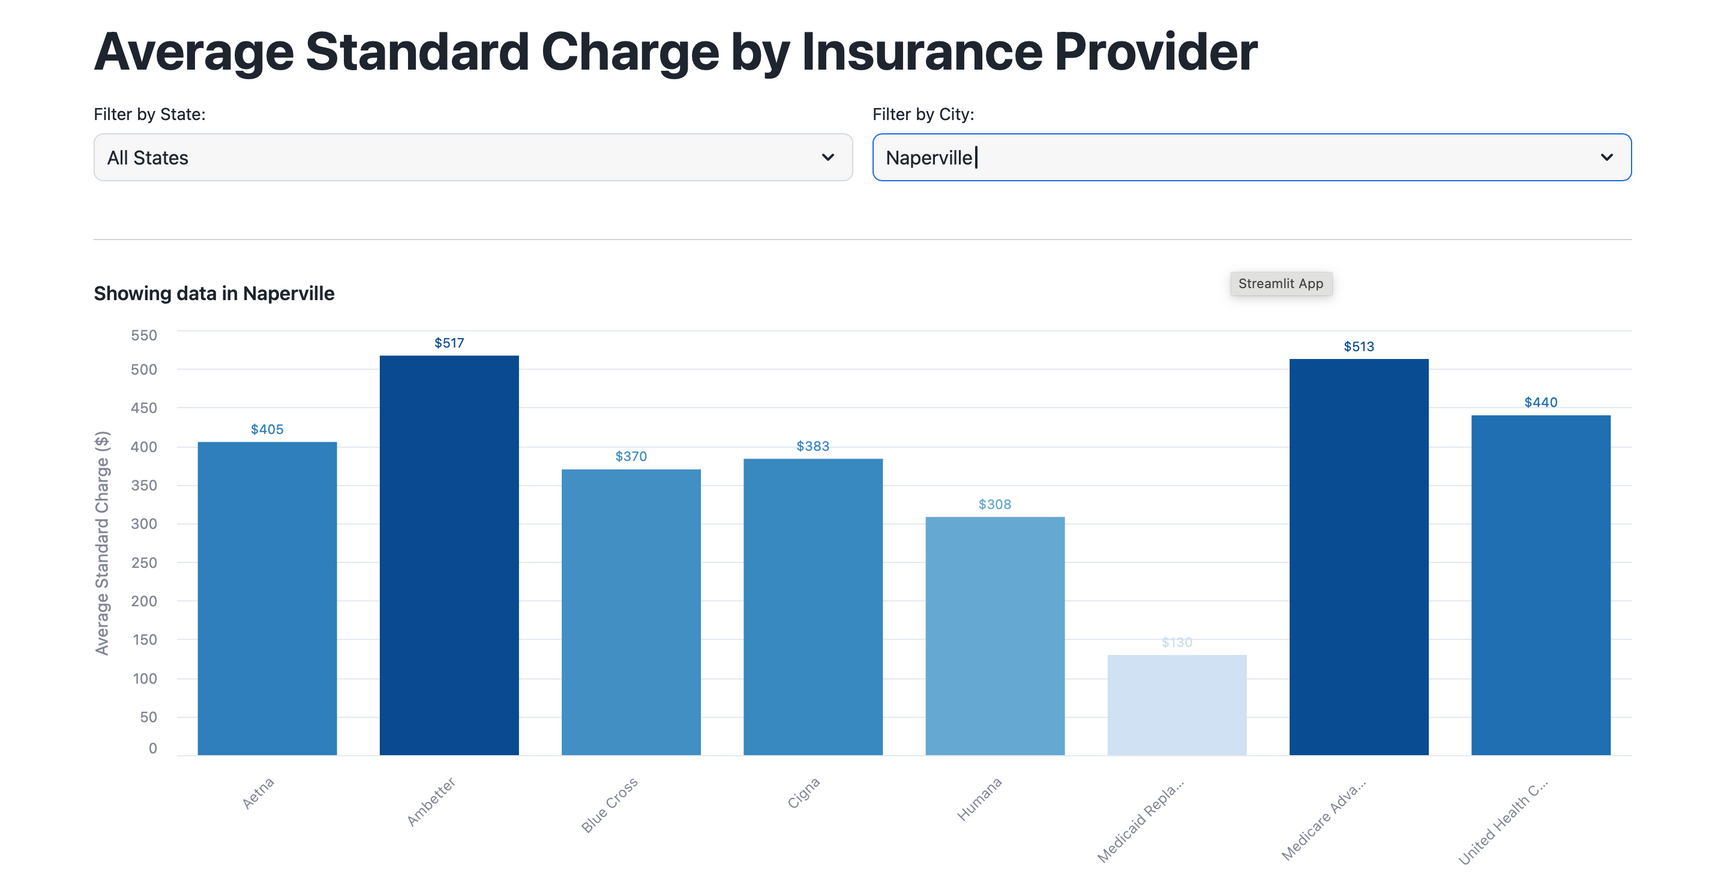 Average Standard Charge by Insurance Provider
Filter by State:
Filter by City:
All States
Naperville
Streamlit App
Showing data in Naperville
Average Standard Charge ($)
550
500
450
400
350
300
250
200
150
100
50
0
$405
$517
$370
$383
$308
$130
$513
$440
Aetna
Ambetter
Blue Cross
Cigna
Humana
Medicaid Repla...
Medicare Adva...
United Health C...